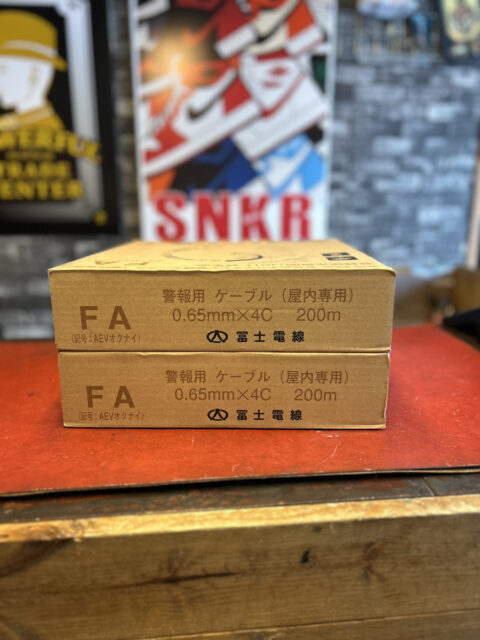 TRADE
CENTER
SNKR
FA
(記号:AEVオクナイ)
警報用 ケーブル(屋内専用)
0.65mm×4C 200m
冨士電線
FA
(記号:AEVオクナイ)
警報用 ケーブル(屋内専用)
0.65mm×4C 200m
冨士電線